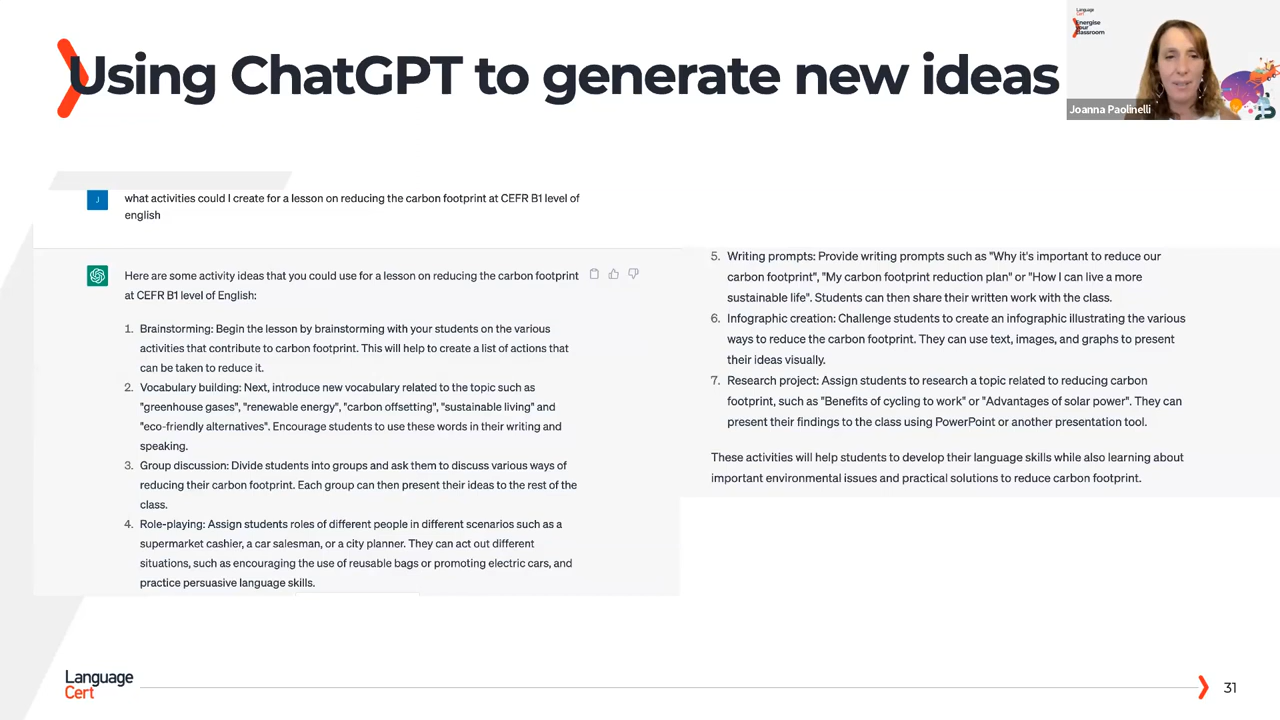 Using ChatGPT to generate new ideas
Language
Cert
Energise
your
classroom
Joanna Paolinelli
J
what activities could I create for a lesson on reducing the carbon footprint at CEFR B1 level of
english
Here are some activity ideas that you could use for a lesson on reducing the carbon footprint
at CEFR B1 level of English:
1. Brainstorming: Begin the lesson by brainstorming with your students on the various
activities that contribute to carbon footprint. This will help to create a list of actions that
can be taken to reduce it.
2. Vocabulary building: Next, introduce new vocabulary related to the topic such as
"greenhouse gases", "renewable energy", "carbon offsetting", "sustainable living" and
"eco-friendly alternatives". Encourage students to use these words in their writing and
speaking.
3. Group discussion: Divide students into groups and ask them to discuss various ways of
reducing their carbon footprint. Each group can then present their ideas to the rest of the
class.
4. Role-playing: Assign students roles of different people in different scenarios such as a
supermarket cashier, a car salesman, or a city planner. They can act out different
situations, such as encouraging the use of reusable bags or promoting electric cars, and
practice persuasive language skills.
5. Writing prompts: Provide writing prompts such as "Why it's important to reduce our
carbon footprint", "My carbon footprint reduction plan" or "How I can live a more
sustainable life". Students can then share their written work with the class.
6. Infographic creation: Challenge students to create an infographic illustrating the various
ways to reduce the carbon footprint. They can use text, images, and graphs to present
their ideas visually.
7. Research project: Assign students to research a topic related to reducing carbon
footprint, such as "Benefits of cycling to work" or "Advantages of solar power". They can
present their findings to the class using PowerPoint or another presentation tool.
These activities will help students to develop their language skills while also learning about
important environmental issues and practical solutions to reduce carbon footprint.
Language
Cert
31